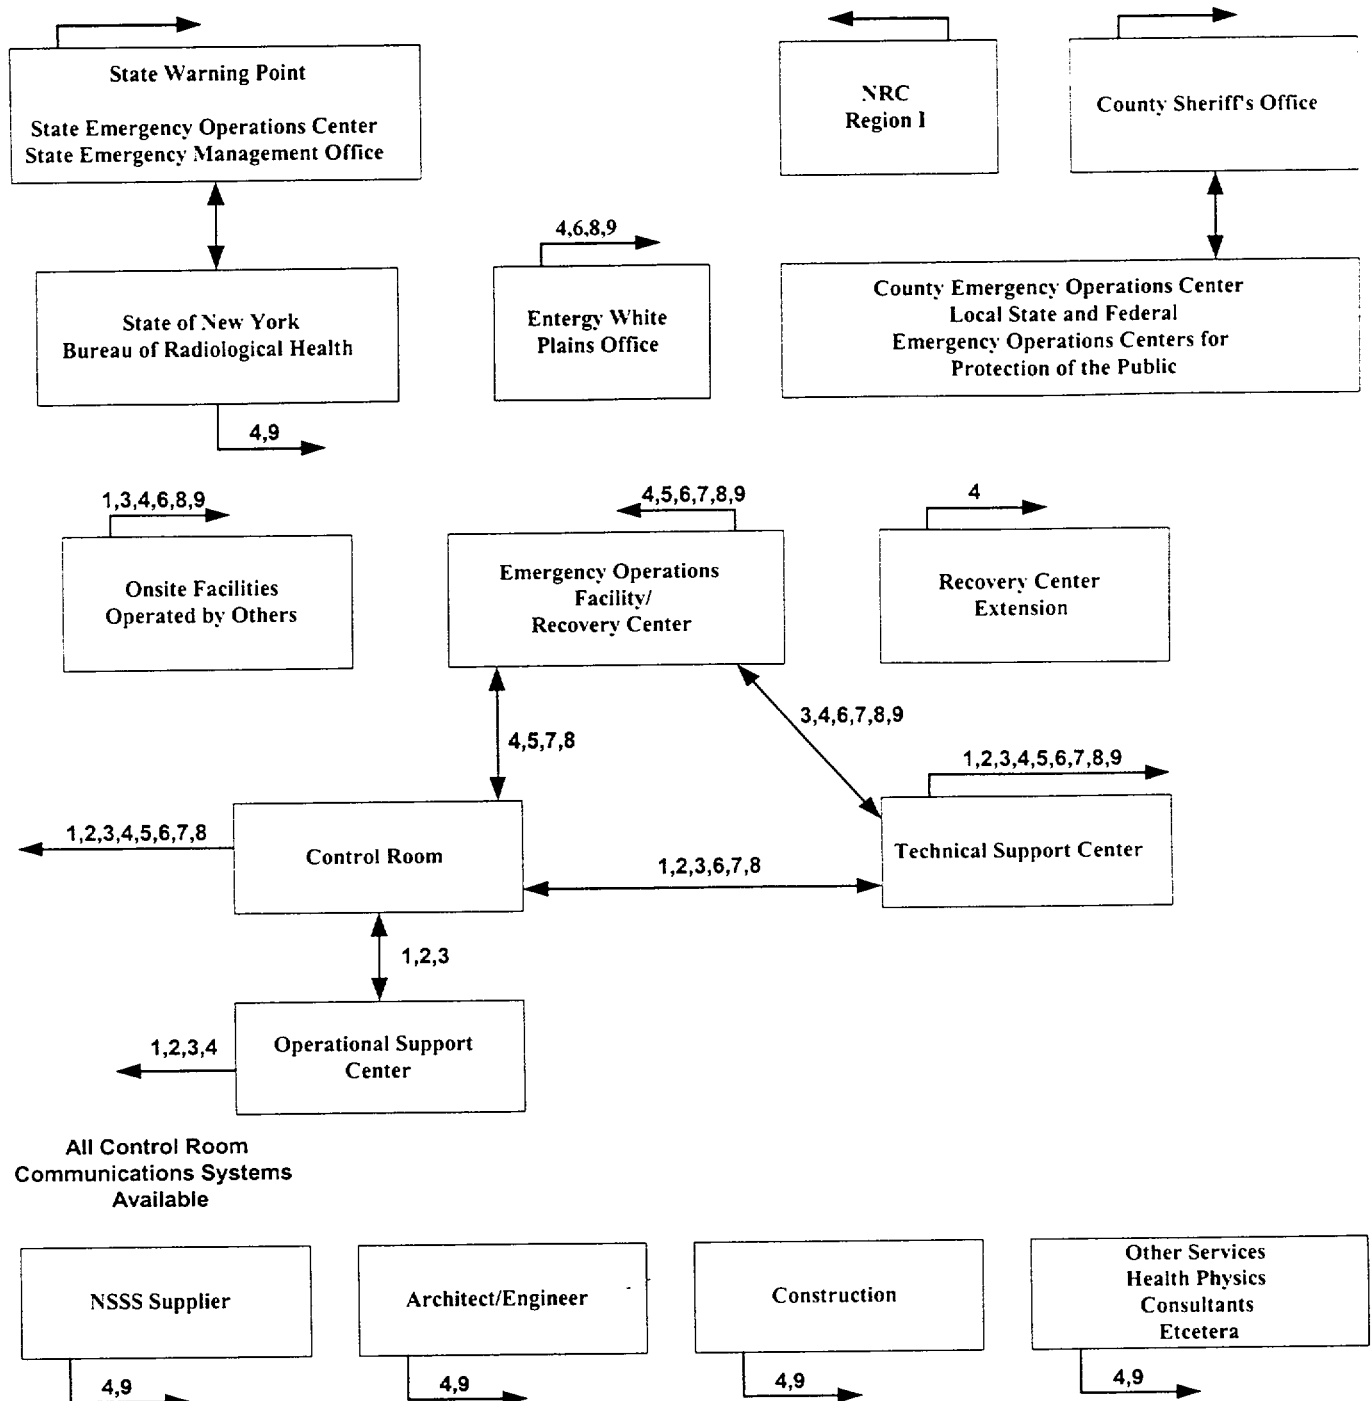 State Warning Point
State Emergency Operations Center
State Emergency Management Office
NRC
Region I
County Sheriff's Office
State of New York
Bureau of Radiological Health
4,9
4,6,8,9
Entergy White
Plains Office
County Emergency Operations Center
Local State and Federal
Emergency Operations Centers for
Protection of the Public
1,3,4,6,8,9
Onsite Facilities
Operated by Others
4,5,6,7,8,9
Emergency Operations
Facility/
Recovery Center
4
Recovery Center
Extension
4,5,7,8
3,4,6,7,8,9
1,2,3,4,5,6,7,8,9
1,2,3,4,5,6,7,8
Control Room
1,2,3,6,7,8
Technical Support Center
1,2,3
1,2,3,4
Operational Support
Center
All Control Room
Communications Systems
Available
NSSS Supplier
4,9
Architect/Engineer
4,9
Construction
4,9
Other Services
Health Physics
Consultants
Etcetera
4,9